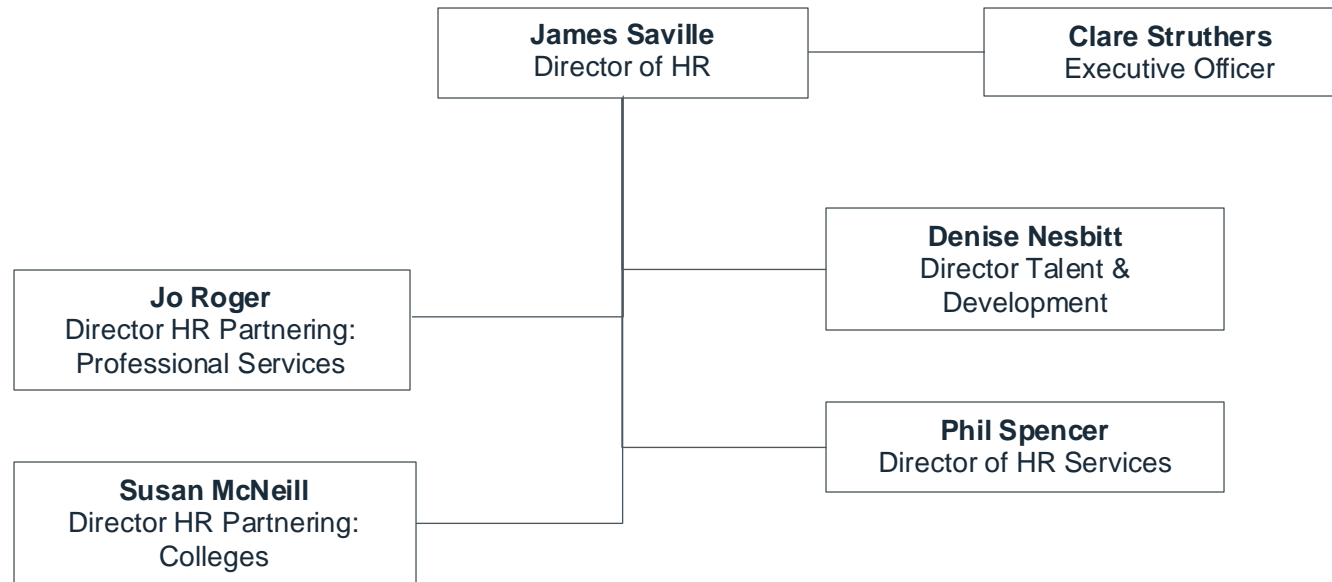 James Saville
Director of HR
Clare Struthers
Executive Officer
Denise Nesbitt
Director Talent &
Development
Jo Roger
Director HR Partnering:
Professional Services
Phil Spencer
Director of HR Services
Susan McNeill
Director HR Partnering:
Colleges